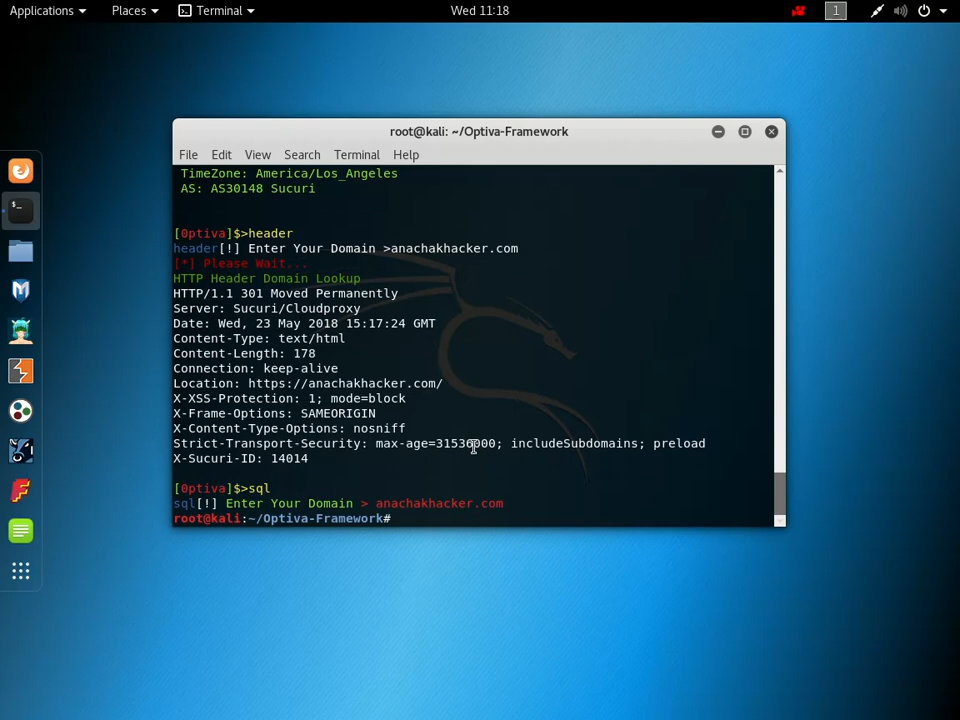 Applications Places Terminal Wed 11:18 1
root@kali: ~/Optiva-Framework
File Edit View Search Terminal Help
TimeZone: America/Los_Angeles
AS: AS30148 Sucuri
[0ptiva]$>header
header[!] Enter Your Domain >anachakhacker.com
[*] Please Wait...
HTTP Header Domain Lookup
HTTP/1.1 301 Moved Permanently
Server: Sucuri/Cloudproxy
Date: Wed, 23 May 2018 15:17:24 GMT
Content-Type: text/html
Content-Length: 178
Connection: keep-alive
Location: https://anachakhacker.com/
X-XSS-Protection: 1; mode=block
X-Frame-Options: SAMEORIGIN
X-Content-Type-Options: nosniff
Strict-Transport-Security: max-age=31536000; includeSubdomains; preload
X-Sucuri-ID: 14014
[0ptiva]$>sql
sql[!] Enter Your Domain > anachakhacker.com
root@kali:~/Optiva-Framework#